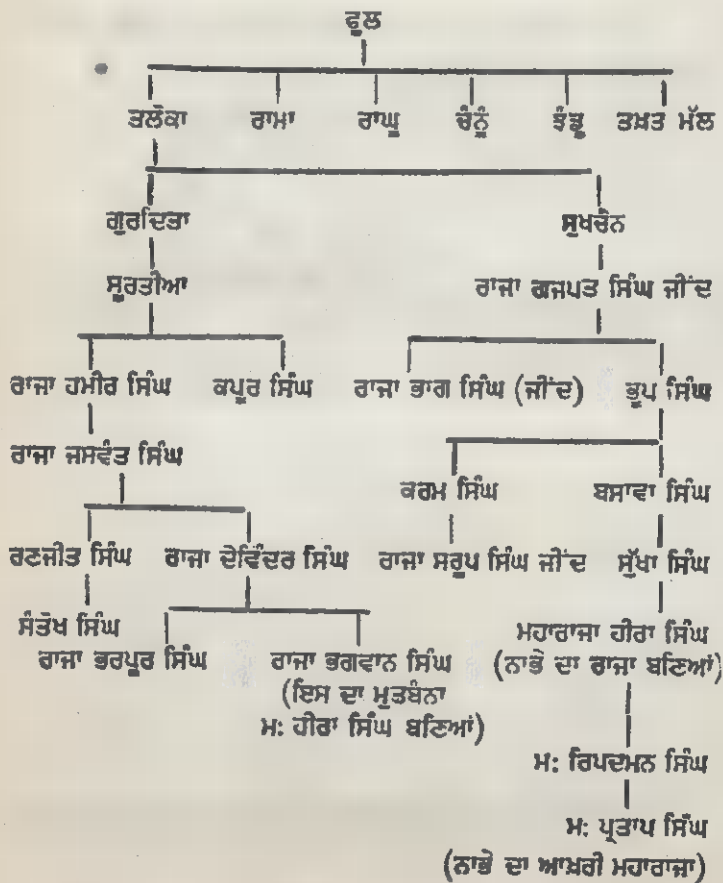 ਫੂਲ
ਤਲੋਕਾ ਰਾਮਾ ਰਾਘੂ ਚੰਨੂੰ ਝੰਡੂ ਤਖ਼ਤ ਮੱਲ
ਗੁਰਦਿਤਾ ਸੁਖਚੈਨ
ਸੂਰਤੀਆ ਰਾਜਾ ਗਜਪਤ ਸਿੰਘ ਜੀਂਦ
ਰਾਜਾ ਹਮੀਰ ਸਿੰਘ ਕਪੂਰ ਸਿੰਘ ਰਾਜਾ ਭਾਗ ਸਿੰਘ (ਜੀਂਦ) ਭੂਪ ਸਿੰਘ
ਰਾਜਾ ਜਸਵੰਤ ਸਿੰਘ
ਕਰਮ ਸਿੰਘ ਬਸਾਵਾ ਸਿੰਘ
ਰਣਜੀਤ ਸਿੰਘ ਰਾਜਾ ਦੇਵਿੰਦਰ ਸਿੰਘ ਰਾਜਾ ਸਰੂਪ ਸਿੰਘ ਜੀਂਦ ਸੁੱਖਾ ਸਿੰਘ
ਸੰਤੋਖ ਸਿੰਘ ਮਹਾਰਾਜਾ ਹੀਰਾ ਸਿੰਘ
ਰਾਜਾ ਭਰਪੂਰ ਸਿੰਘ ਰਾਜਾ ਭਗਵਾਨ ਸਿੰਘ (ਨਾਭੇ ਦਾ ਰਾਜਾ ਬਣਿਆਂ)
(ਇਸ ਦਾ ਮੁਤਬੰਨਾ
ਮ: ਹੀਰਾ ਸਿੰਘ ਬਣਿਆਂ)
ਮ: ਰਿਪਦਮਨ ਸਿੰਘ
ਮ: ਪ੍ਰਤਾਪ ਸਿੰਘ
(ਨਾਭੇ ਦਾ ਆਖ਼ਰੀ ਮਹਾਰਾਜਾ)